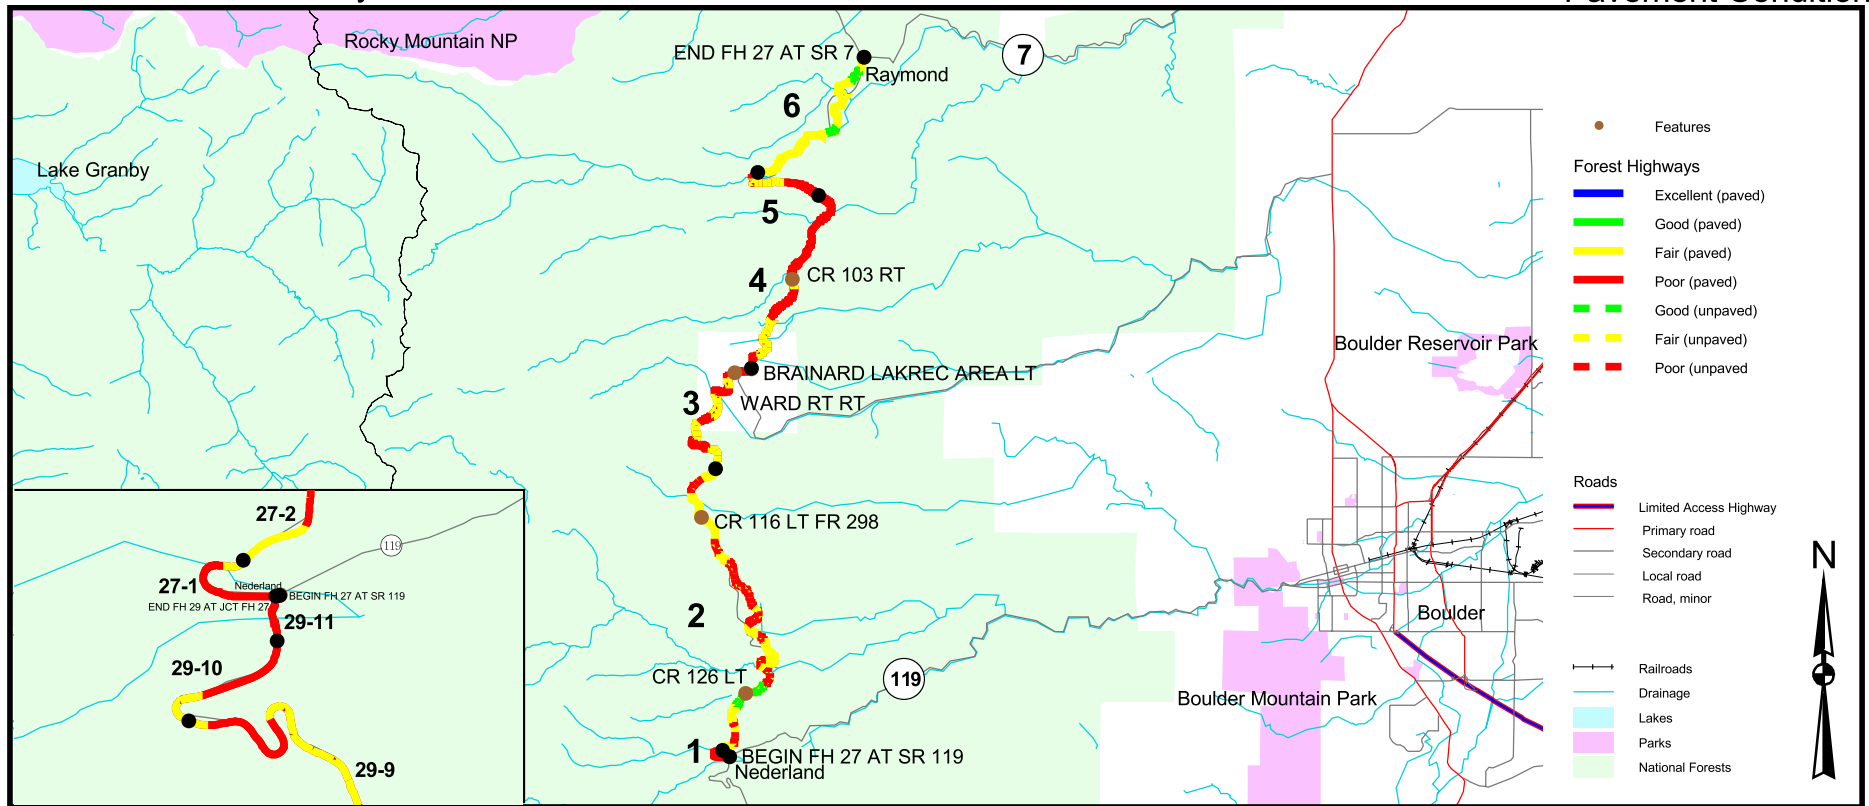 Pavement Condition
Rocky Mountain NP
END FH 27 AT SR 7
7
Raymond
6
Lake Granby
5
4
CR 103 RT
BRAINARD LAKREC AREA LT
3
WARD RT RT
CR 116 LT FR 298
2
CR 126 LT
119
1
BEGIN FH 27 AT SR 119
Nederland
Boulder Reservoir Park
Boulder
Boulder Mountain Park
27-2
119
27-1
Nederland
BEGIN FH 27 AT SR 119
END FH 29 AT JCT FH 27
29-11
29-10
29-9
Features
Forest Highways
Excellent (paved)
Good (paved)
Fair (paved)
Poor (paved)
Good (unpaved)
Fair (unpaved)
Poor (unpaved
Roads
Limited Access Highway
Primary road
Secondary road
Local road
Road, minor
Railroads
Drainage
Lakes
Parks
National Forests
N